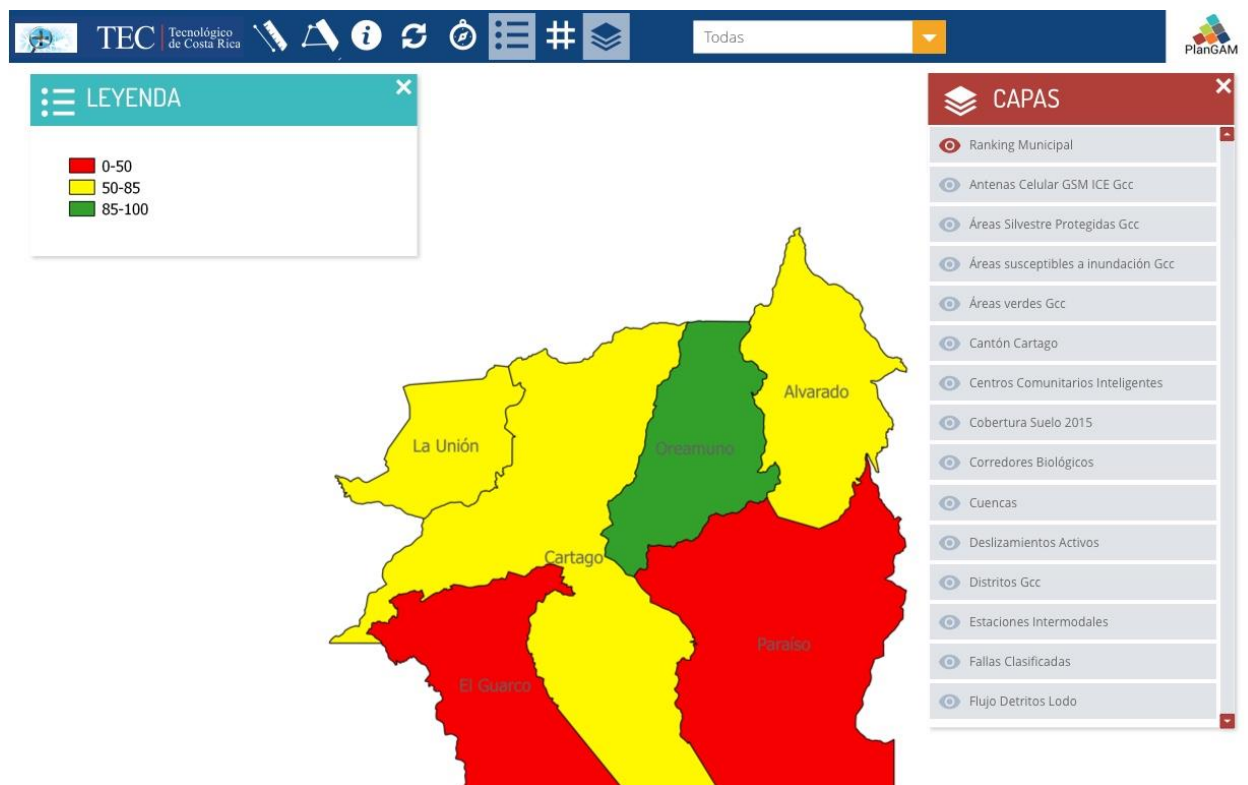 TEC Tecnológico
de Costa Rica
Todas
PlanGAM
LEYENDA
0-50
50-85
85-100
CAPAS
Ranking Municipal
Antenas Celular GSM ICE Gcc
Áreas Silvestre Protegidas Gcc
Áreas susceptibles a inundación Gcc
Áreas verdes Gcc
Cantón Cartago
Centros Comunitarios Inteligentes
Cobertura Suelo 2015
Corredores Biológicos
Cuencas
Deslizamientos Activos
Distritos Gcc
Estaciones Intermodales
Fallas Clasificadas
Flujo Detritos Lodo
Alvarado
La Unión
Oreamuno
Cartago
Paraíso
El Guarco